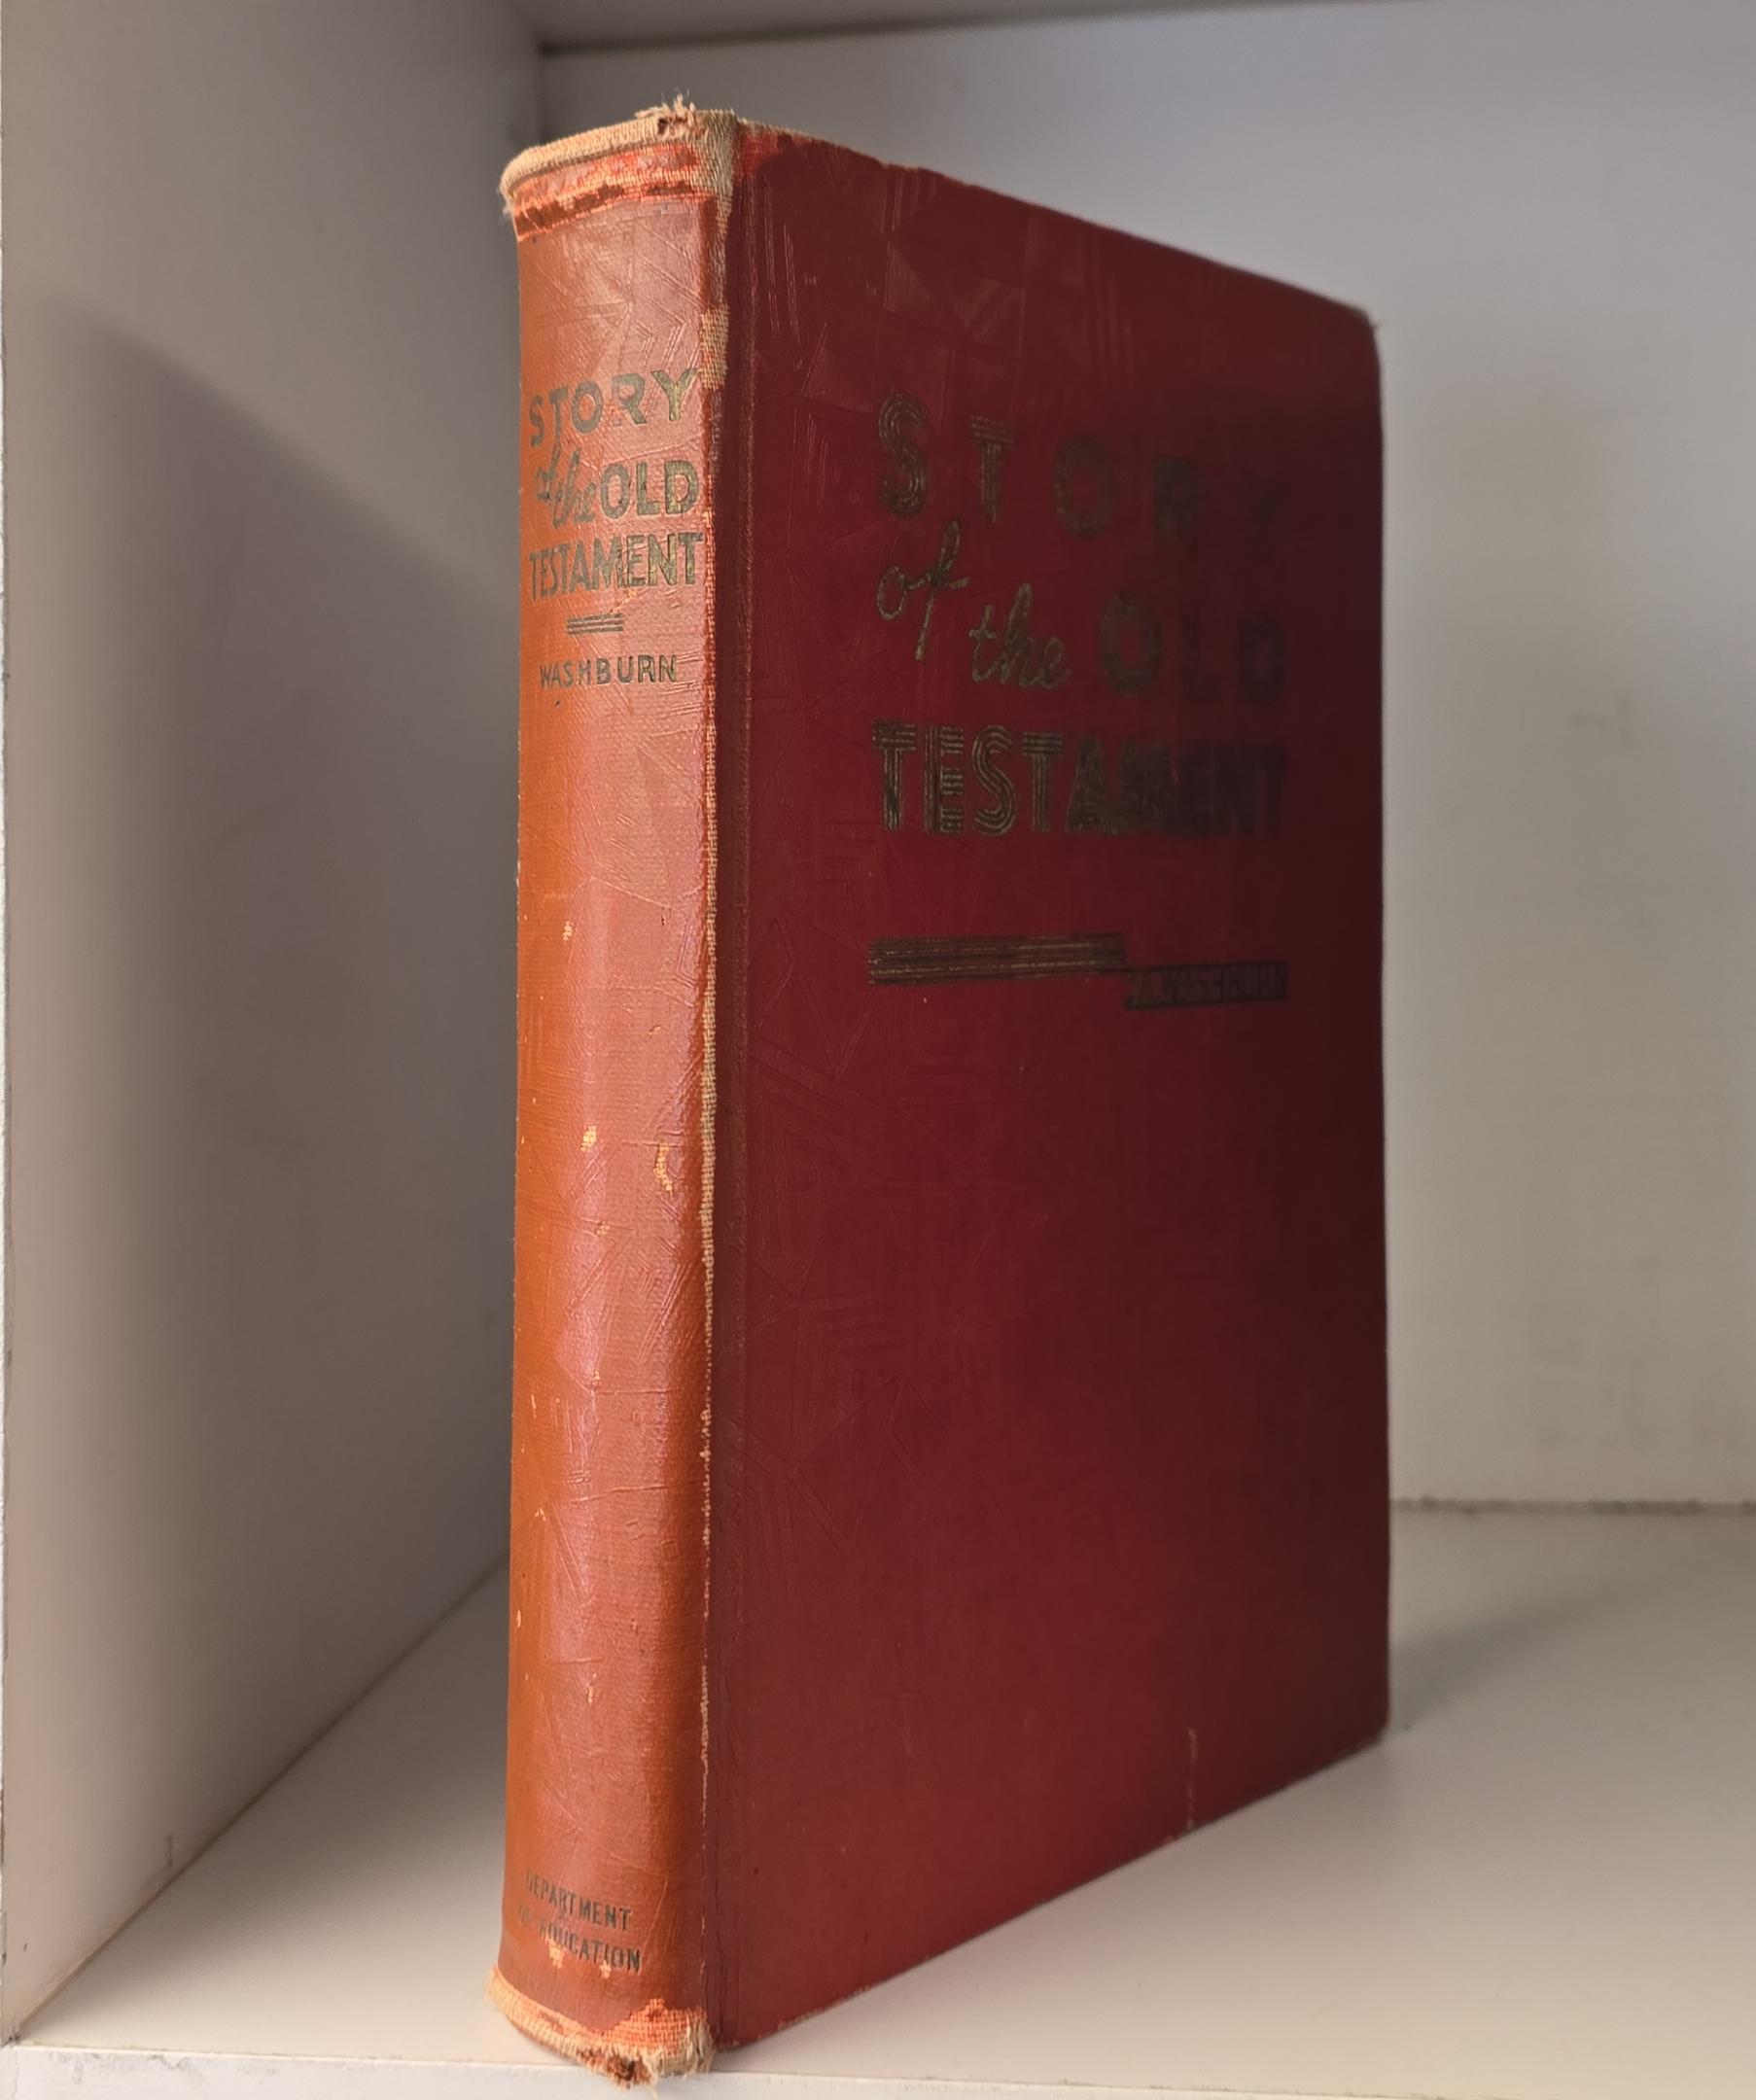 STORY
of the OLD
TESTAMENT
WASHBURN
DEPARTMENT
OF EDUCATION
STORY
of the OLD
TESTAMENT